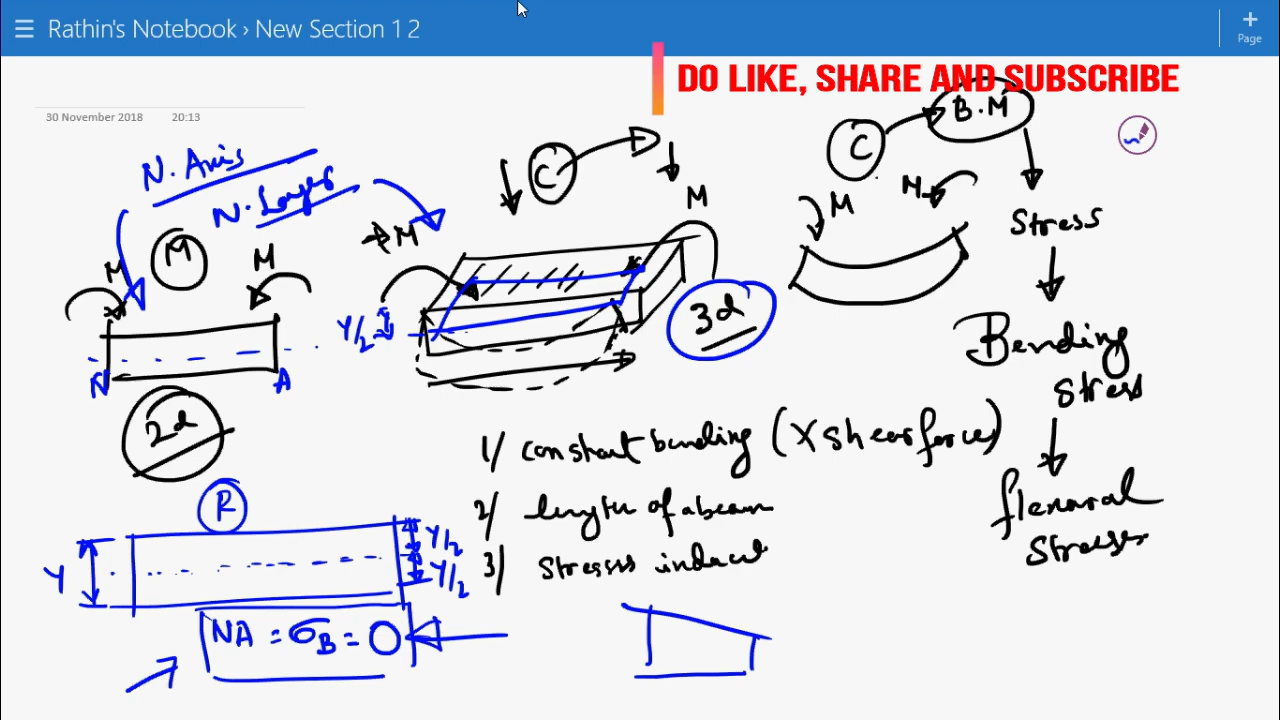 Rathin's Notebook › New Section 1 2
Page
DO LIKE, SHARE AND SUBSCRIBE
30 November 2018 20:13
N. Axis
N. Layer
M
M
M
C
M
M
C
B.M
M
M
Stress
Bending
stress
flexural
stresses
Y/2
3d
N
A
2d
1/ constant bending (X shear force)
2/ length of a beam
3/ stresses induced
R
Y
Y/2
Y/2
NA = σB = 0